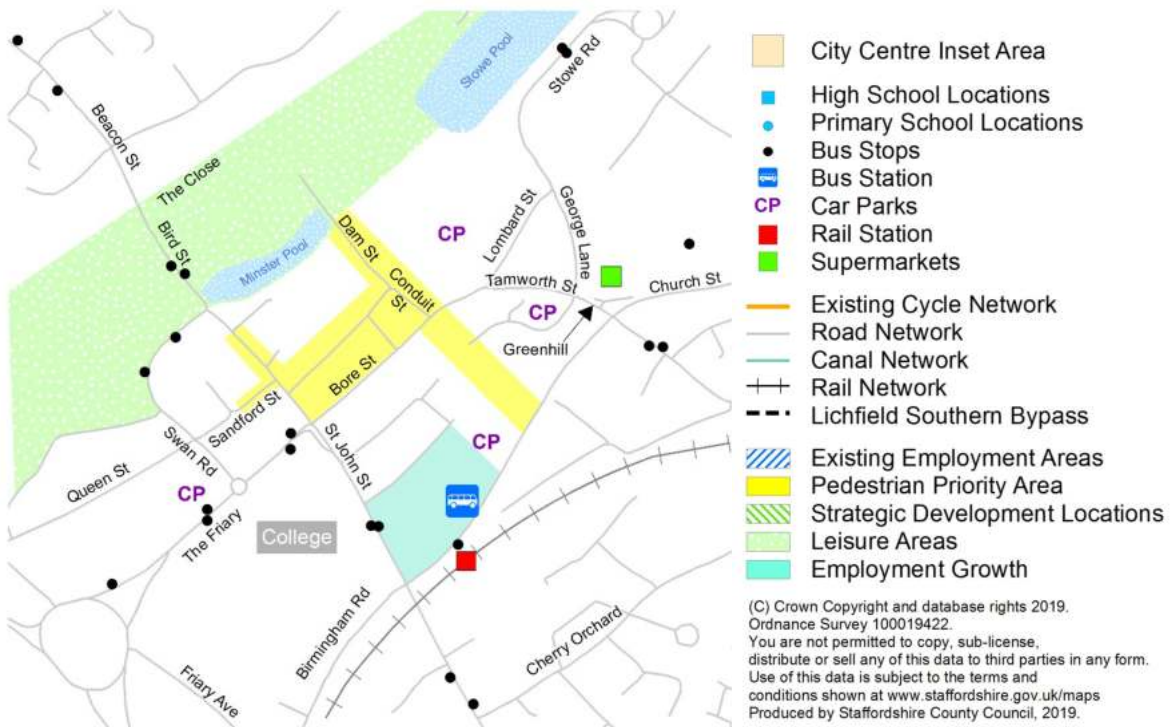 Stowe Pool
Stowe Rd
Beacon St
The Close
Bird St
Minster Pool
Dam St
CP
Lombard St
George Lane
Tamworth St
Church St
Conduit
St
CP
Greenhill
Bore St
Sandford St
Swan Rd
Queen St
St John St
CP
CP
The Friary
College
Birmingham Rd
Cherry Orchard
Friary Ave
City Centre Inset Area
High School Locations
Primary School Locations
Bus Stops
Bus Station
CP Car Parks
Rail Station
Supermarkets
Existing Cycle Network
Road Network
Canal Network
Rail Network
Lichfield Southern Bypass
Existing Employment Areas
Pedestrian Priority Area
Strategic Development Locations
Leisure Areas
Employment Growth
(C) Crown Copyright and database rights 2019.
Ordnance Survey 100019422.
You are not permitted to copy, sub-license,
distribute or sell any of this data to third parties in any form.
Use of this data is subject to the terms and
conditions shown at www.staffordshire.gov.uk/maps
Produced by Staffordshire County Council, 2019.